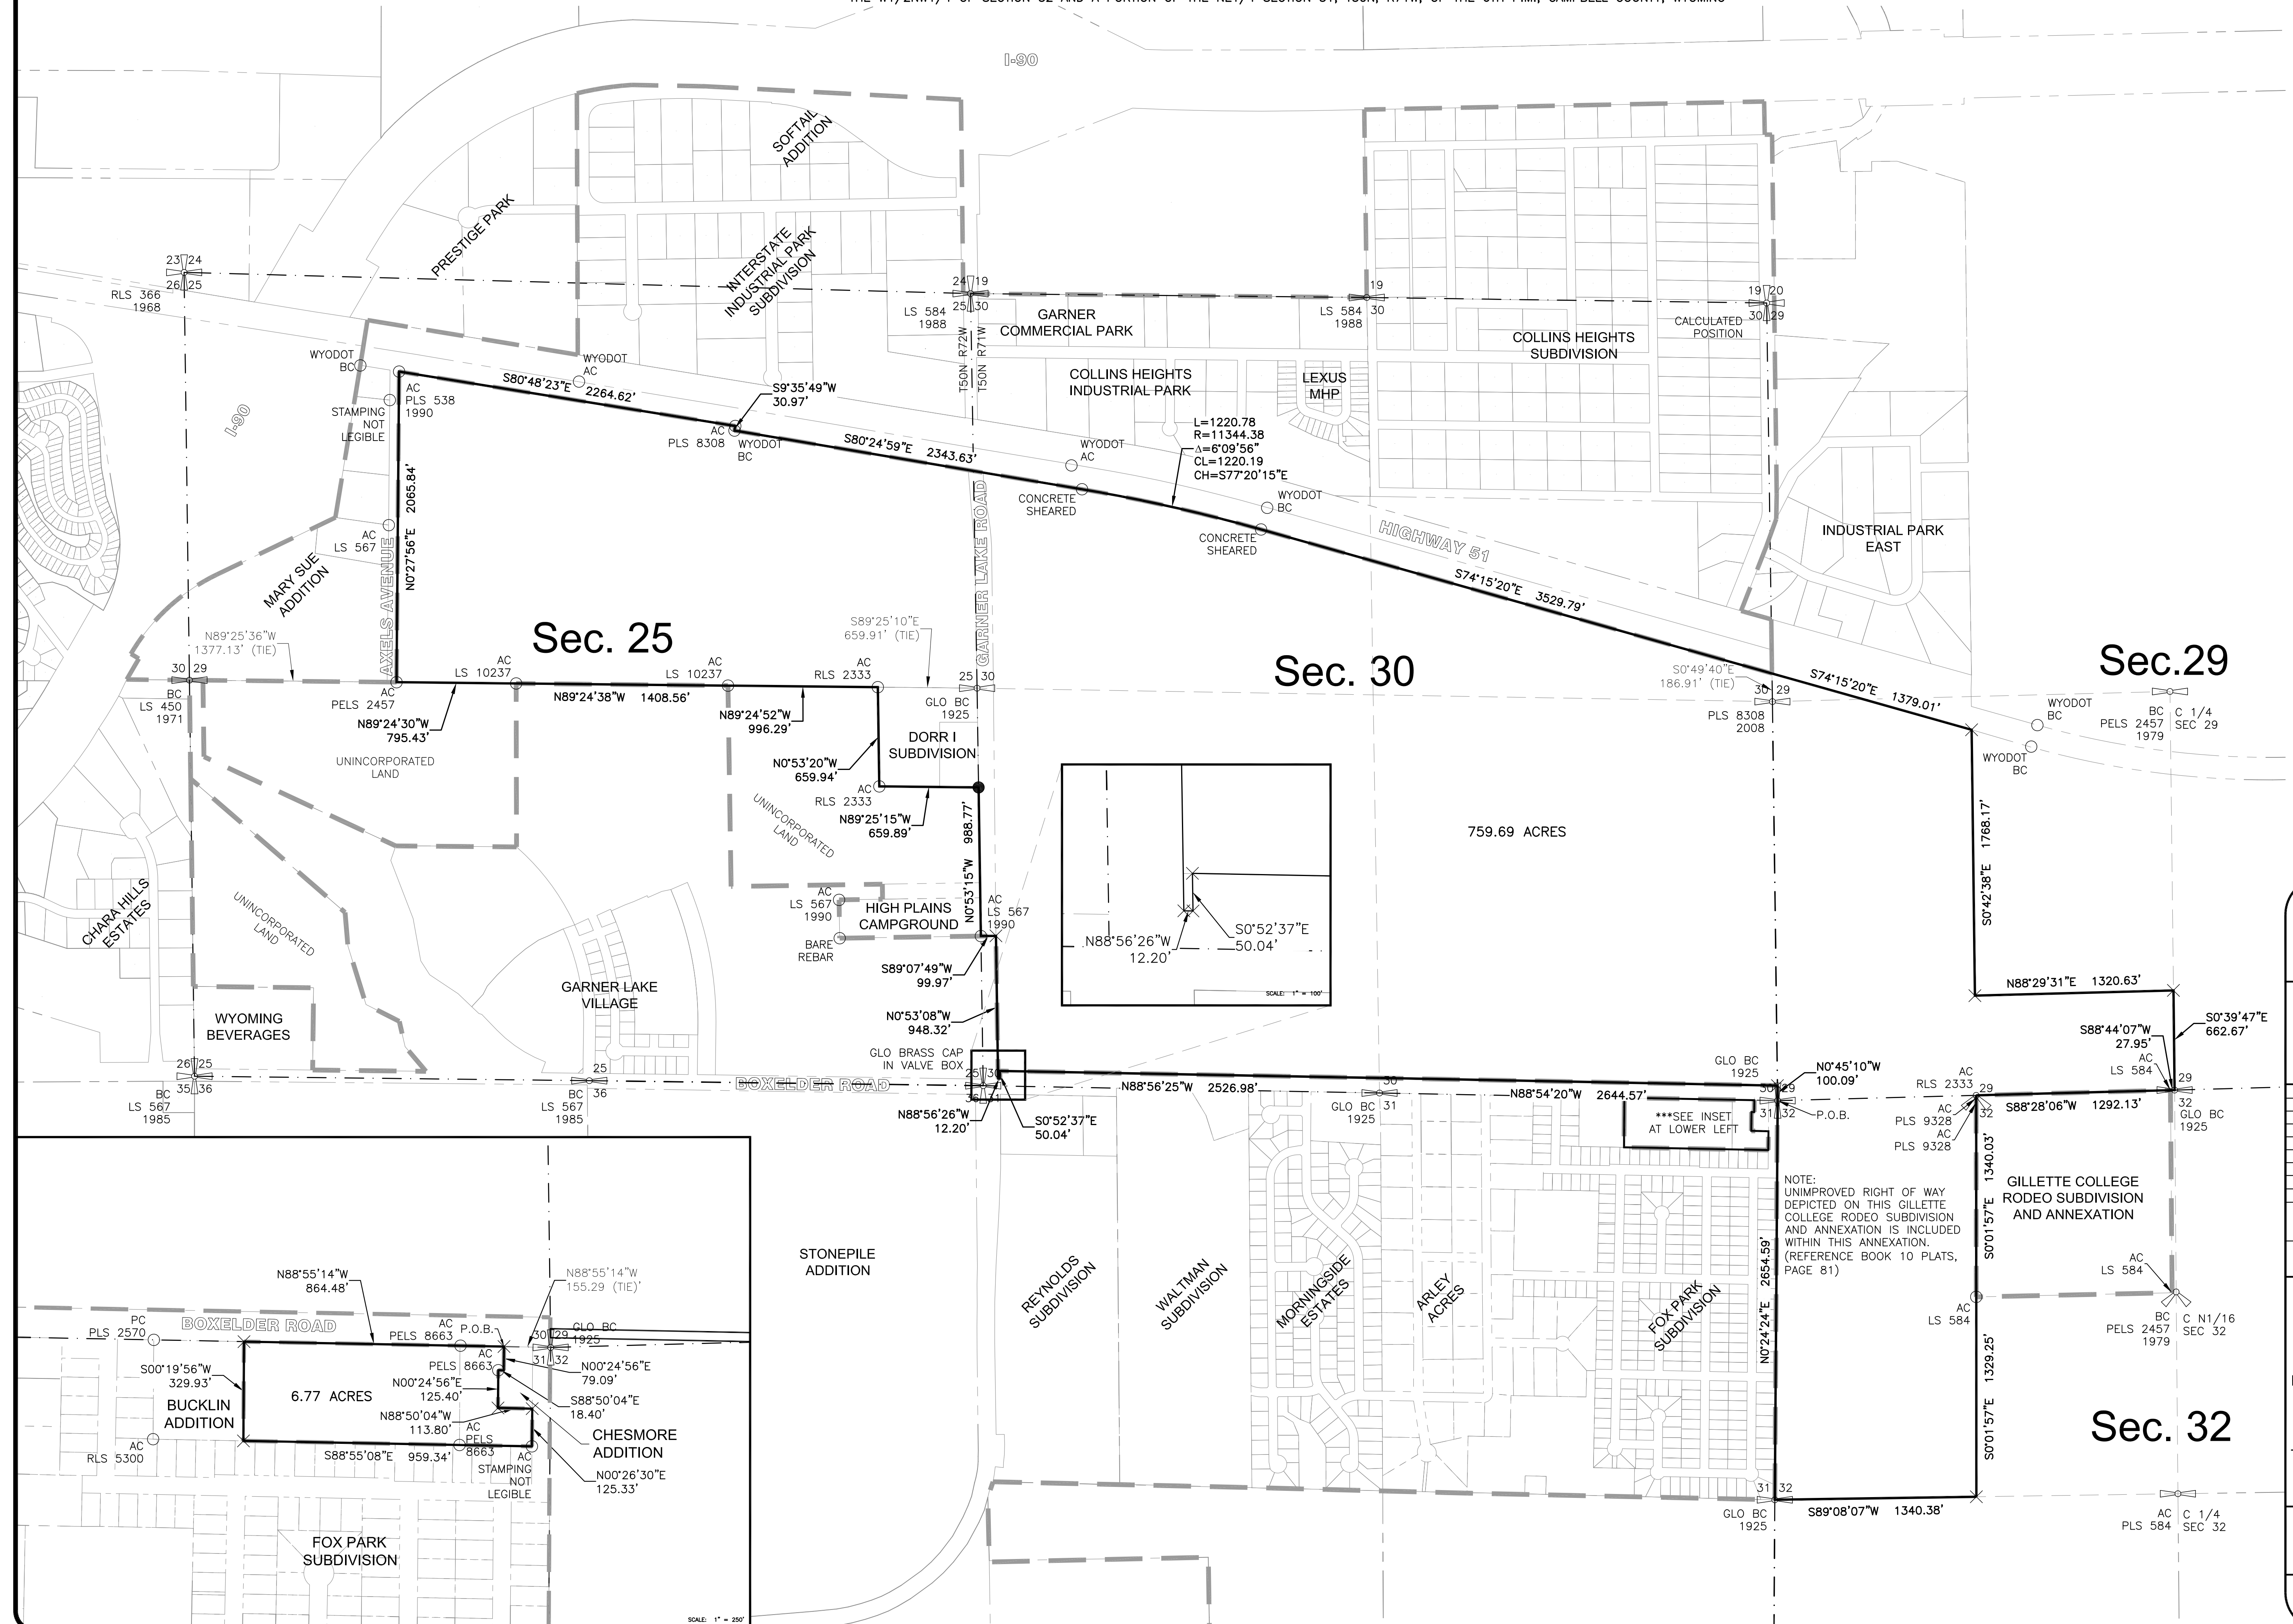 I-90
SOFTAIL
ADDITION
PRESTIGE PARK
INTERSTATE
INDUSTRIAL PARK
SUBDIVISION
23 24
26 25
RLS 366
1968
24 19
25 30
LS 584
1988
T50N R72W
T50N R71W
GARNER
COMMERCIAL PARK
19
30
LS 584
1988
19 20
30 29
CALCULATED
POSITION
COLLINS HEIGHTS
SUBDIVISION
COLLINS HEIGHTS
INDUSTRIAL PARK
LEXUS
MHP
WYODOT
BC
WYODOT
AC
AC
PLS 538
1990
STAMPING
NOT
LEGIBLE
S80°48'23"E 2264.62'
S9°35'49"W
30.97'
AC
PLS 8308
WYODOT
BC
S80°24'59"E 2343.63'
WYODOT
AC
L=1220.78
R=11344.38
Δ=6°09'56"
CL=1220.19
CH=S77°20'15"E
CONCRETE
SHEARED
WYODOT
BC
CONCRETE
SHEARED
HIGHWAY 51
S74°15'20"E 3529.79'
INDUSTRIAL PARK
EAST
I-90
N0°27'56"E 2065.84'
AC
LS 567
AXELS AVENUE
MARY SUE
ADDITION
GARNER LAKE ROAD
N89°25'36"W
1377.13' (TIE)
Sec. 25
S89°25'10"E
659.91' (TIE)
Sec. 30
Sec.29
S0°49'40"E
186.91' (TIE)
S74°15'20"E 1379.01'
30 29
BC
LS 450
1971
AC
PELS 2457
AC
LS 10237
AC
LS 10237
AC
RLS 2333
25 30
GLO BC
1925
N89°24'30"W
795.43'
N89°24'38"W 1408.56'
N89°24'52"W
996.29'
30 29
PLS 8308
2008
WYODOT
BC
WYODOT
BC
BC
PELS 2457
1979
C 1/4
SEC 29
UNINCORPORATED
LAND
DORR I
SUBDIVISION
N0°53'20"W
659.94'
AC
RLS 2333
N89°25'15"W
659.89'
UNINCORPORATED
LAND
N0°53'15"W 988.77'
759.69 ACRES
S0°42'38"E 1768.17'
CHARA HILLS
ESTATES
UNINCORPORATED
LAND
AC
LS 567
1990
HIGH PLAINS
CAMPGROUND
AC
LS 567
1990
BARE
REBAR
N88°56'26"W
12.20'
S0°52'37"E
50.04'
SCALE: 1" = 100'
S89°07'49"W
99.97'
GARNER LAKE
VILLAGE
N0°53'08"W
948.32'
WYOMING
BEVERAGES
N88°29'31"E 1320.63'
S0°39'47"E
662.67'
S88°44'07"W
27.95'
AC
LS 584
GLO BRASS CAP
IN VALVE BOX
26 25
35 36
BC
LS 567
1985
25
36
BC
LS 567
1985
BOXELDER ROAD
25 30
36 31
N88°56'25"W 2526.98'
30
31
GLO BC
1925
N88°54'20" W 2644.57'
GLO BC
1925
N0°45'10"W
100.09'
30 29
31 32
P.O.B.
AC
RLS 2333
AC
PLS 9328
AC
PLS 9328
29
32
S88°28'06"W 1292.13'
29
32
GLO BC
1925
N88°56'26"W
12.20'
S0°52'37"E
50.04'
***SEE INSET
AT LOWER LEFT
NOTE:
UNIMPROVED RIGHT OF WAY
DEPICTED ON THIS GILLETTE
COLLEGE RODEO SUBDIVISION
AND ANNEXATION IS INCLUDED
WITHIN THIS ANNEXATION.
(REFERENCE BOOK 10 PLATS,
PAGE 81)
S0°01'57"E 1340.03'
GILLETTE COLLEGE
RODEO SUBDIVISION
AND ANNEXATION
AC
LS 584
AC
LS 584
BC
PELS 2457
1979
C N1/16
SEC 32
STONEPILE
ADDITION
REYNOLDS
SUBDIVISION
WALTMAN
SUBDIVISION
MORNINGSIDE
ESTATES
ARLEY
ACRES
FOX PARK
SUBDIVISION
N0°24'24"E 2654.59'
S0°01'57"E 1329.25'
Sec. 32
31 32
GLO BC
1925
S89°08'07"W 1340.38'
AC
PLS 584
C 1/4
SEC 32
N88°55'14"W
864.48'
N88°55'14"W
155.29 (TIE)'
BOXELDER ROAD
PC
PLS 2570
AC
PELS 8663
P.O.B.
30 29
31 32
GLO BC
1925
AC
PELS 8663
N00°24'56"E
79.09'
S00°19'56"W
329.93'
N00°24'56"E
125.40'
6.77 ACRES
S88°50'04"E
18.40'
BUCKLIN
ADDITION
N88°50'04"W
113.80'
CHESMORE
ADDITION
AC
PELS
8663
AC
RLS 5300
S88°55'08"E 959.34'
AC
STAMPING
NOT
LEGIBLE
N00°26'30"E
125.33'
FOX PARK
SUBDIVISION
SCALE: 1" = 250'